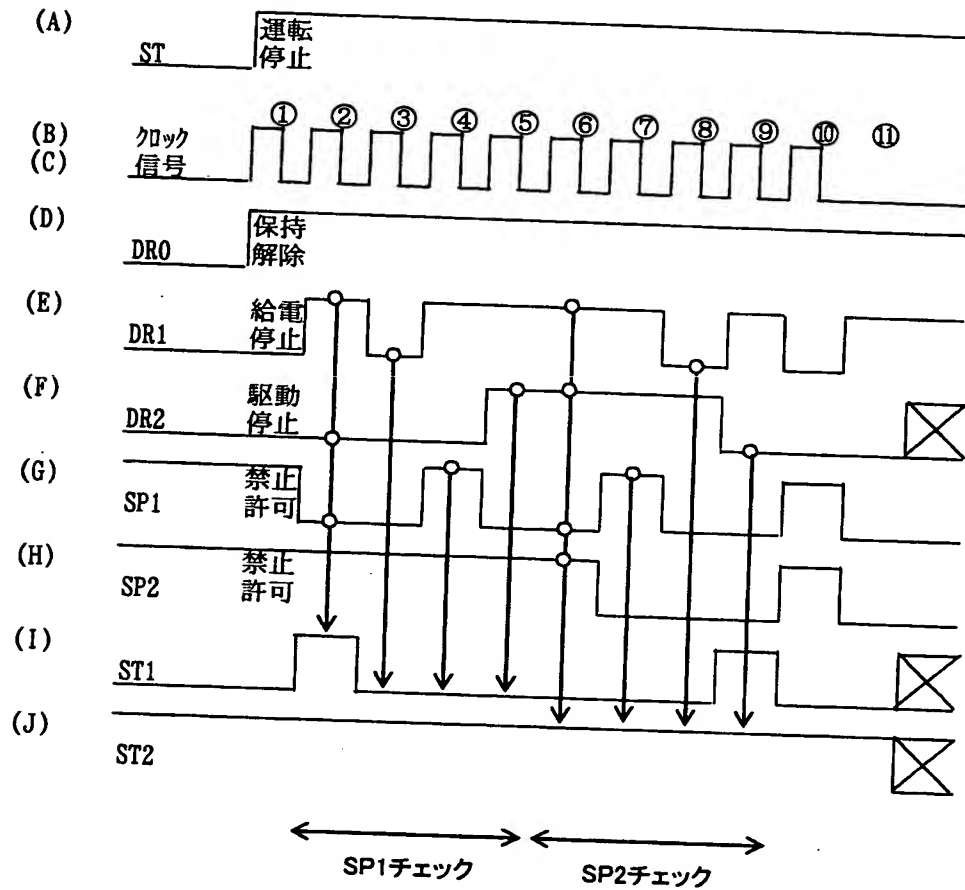 (A)
運転
ST 停止
(B) クロック ① ② ③ ④ ⑤ ⑥ ⑦ ⑧ ⑨ ⑩ ⑪
(C) 信号
(D)
保持
DR0 解除
(E)
給電
DR1 停止
(F)
駆動
DR2 停止
(G)
禁止
SP1 許可
(H)
禁止
SP2 許可
(I)
ST1
(J)
ST2
SP1チェック SP2チェック